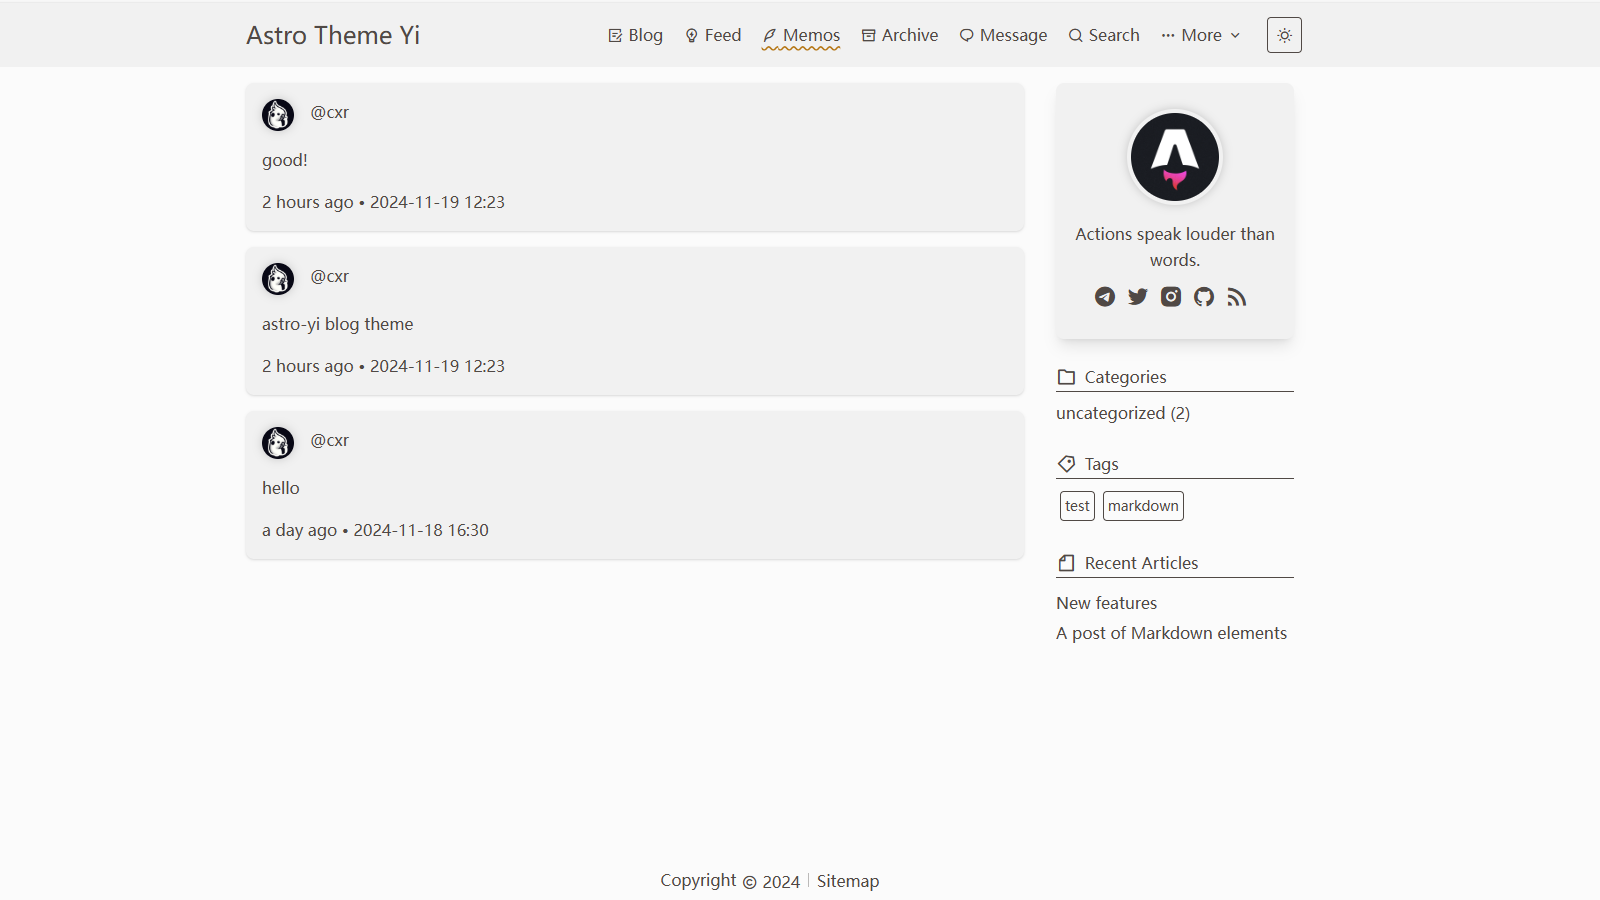 Astro Theme Yi
Blog Feed Memos Archive Message Search More
@cxr
good!
2 hours ago • 2024-11-19 12:23
@cxr
astro-yi blog theme
2 hours ago • 2024-11-19 12:23
@cxr
hello
a day ago • 2024-11-18 16:30
Actions speak louder than
words.
Categories
uncategorized (2)
Tags
test markdown
Recent Articles
New features
A post of Markdown elements
Copyright © 2024 | Sitemap